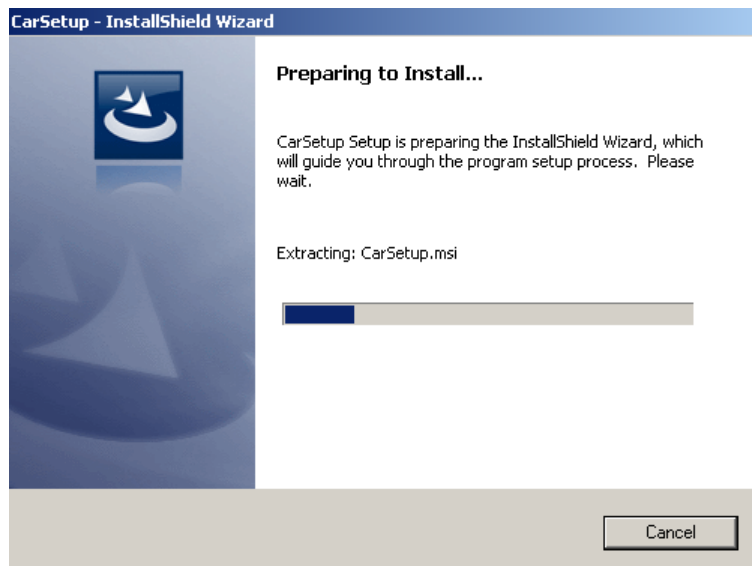 CarSetup - InstallShield Wizard
Preparing to Install...
CarSetup Setup is preparing the InstallShield Wizard, which
will guide you through the program setup process.  Please
wait.
Extracting: CarSetup.msi
Cancel